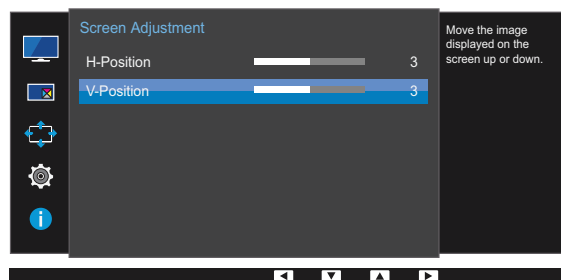 Screen Adjustment
H-Position 3
V-Position 3
Move the image
displayed on the
screen up or down.